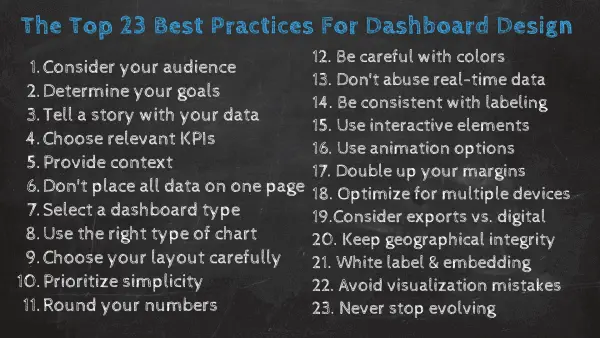 The Top 23 Best Practices For Dashboard Design
1. Consider your audience
2. Determine your goals
3. Tell a story with your data
4. Choose relevant KPIs
5. Provide context
6. Don't place all data on one page
7. Select a dashboard type
8. Use the right type of chart
9. Choose your layout carefully
10. Prioritize simplicity
11. Round your numbers
12. Be careful with colors
13. Don't abuse real-time data
14. Be consistent with labeling
15. Use interactive elements
16. Use animation options
17. Double up your margins
18. Optimize for multiple devices
19.Consider exports vs. digital
20. Keep geographical integrity
21. White label & embedding
22. Avoid visualization mistakes
23. Never stop evolving